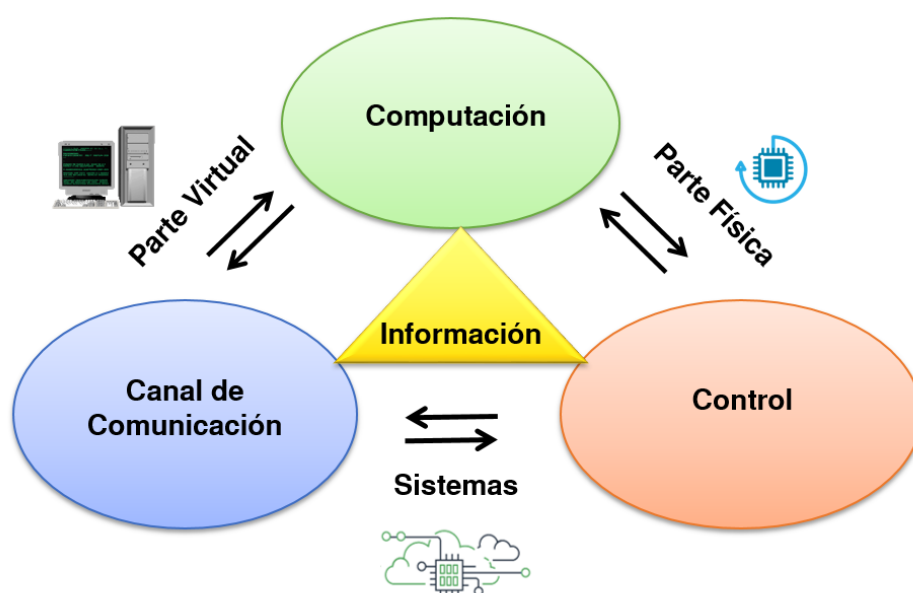 Computación
Parte Virtual
Parte Física
Información
Canal de
Comunicación
Control
Sistemas